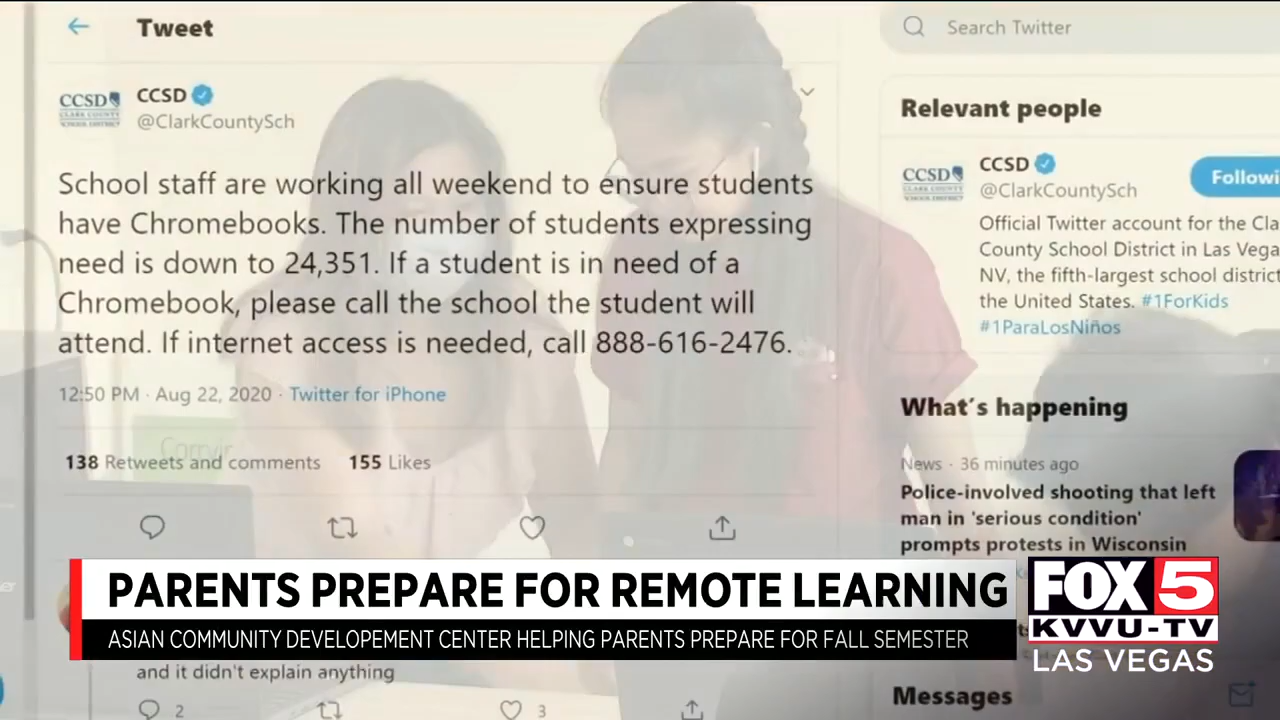 Tweet
CCSD
CLARK COUNTY
SCHOOL DISTRICT
CCSD
@ClarkCountySch
School staff are working all weekend to ensure students
have Chromebooks. The number of students expressing
need is down to 24,351. If a student is in need of a
Chromebook, please call the school the student will
attend. If internet access is needed, call 888-616-2476.
12:50 PM · Aug 22, 2020 · Twitter for iPhone
138 Retweets and comments 155 Likes
Search Twitter
Relevant people
CCSD
CCSD
@ClarkCountySch
Followi
Official Twitter account for the Cla
County School District in Las Vega
NV, the fifth-largest school district
the United States. #1ForKids
#1ParaLosNiños
What's happening
News · 36 minutes ago
Police-involved shooting that left
man in 'serious condition'
prompts protests in Wisconsin
PARENTS PREPARE FOR REMOTE LEARNING
ASIAN COMMUNITY DEVELOPEMENT CENTER HELPING PARENTS PREPARE FOR FALL SEMESTER
FOX 5
KVVU-TV
LAS VEGAS
and it didn't explain anything
2
3
Messages